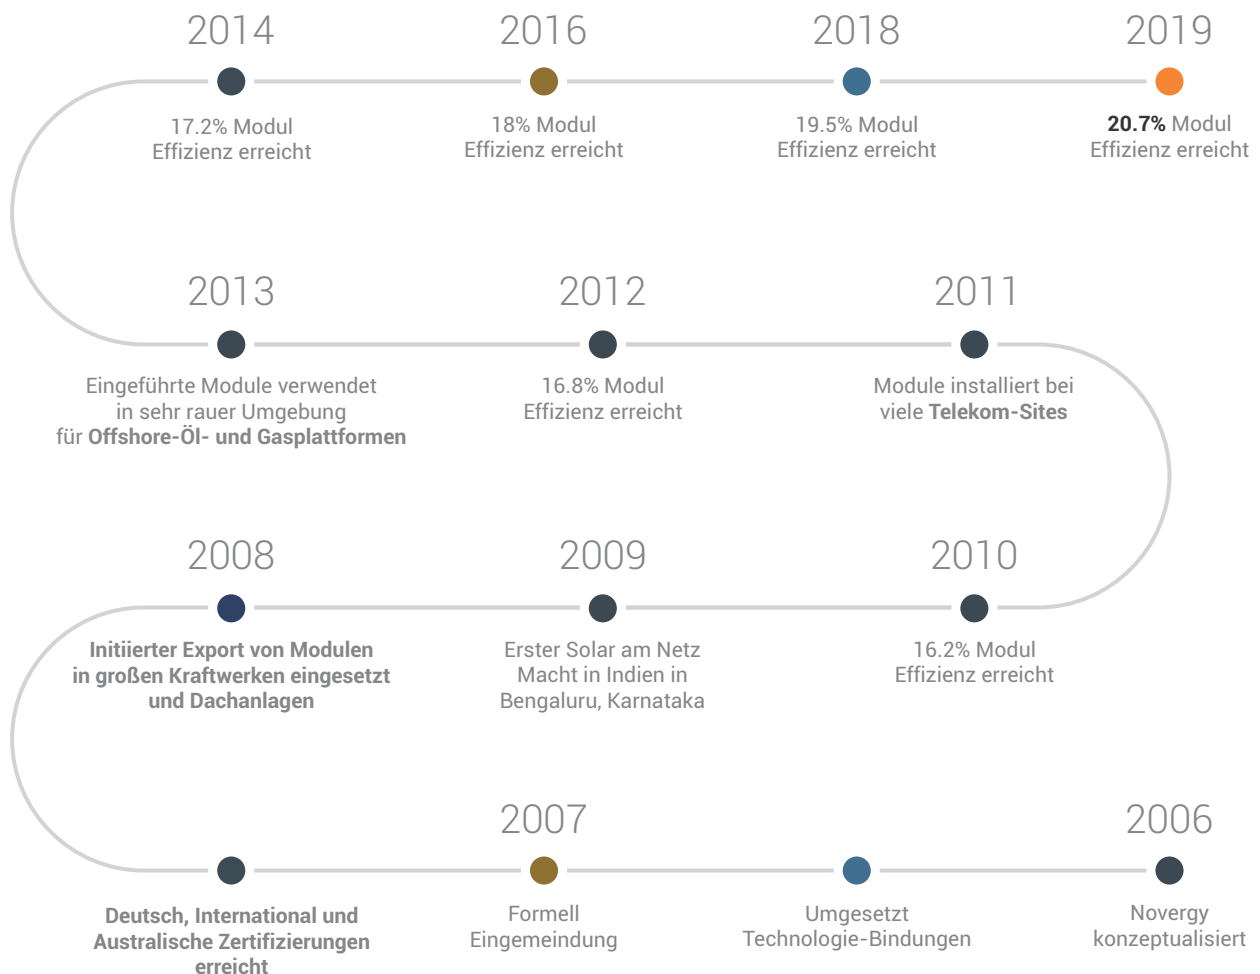 2014
17.2% Modul
Effizienz erreicht
2016
18% Modul
Effizienz erreicht
2018
19.5% Modul
Effizienz erreicht
2019
20.7% Modul
Effizienz erreicht
2013
Eingeführte Module verwendet
in sehr rauer Umgebung
für Offshore-Öl- und Gasplattformen
2012
16.8% Modul
Effizienz erreicht
2011
Module installiert bei
viele Telekom-Sites
2008
Initiierter Export von Modulen
in großen Kraftwerken eingesetzt
und Dachanlagen
2009
Erster Solar am Netz
Macht in Indien in
Bengaluru, Karnataka
2010
16.2% Modul
Effizienz erreicht
Deutsch, International und
Australische Zertifizierungen
erreicht
2007
Formell
Eingemeindung
Umgesetzt
Technologie-Bindungen
2006
Novergy
konzeptualisiert